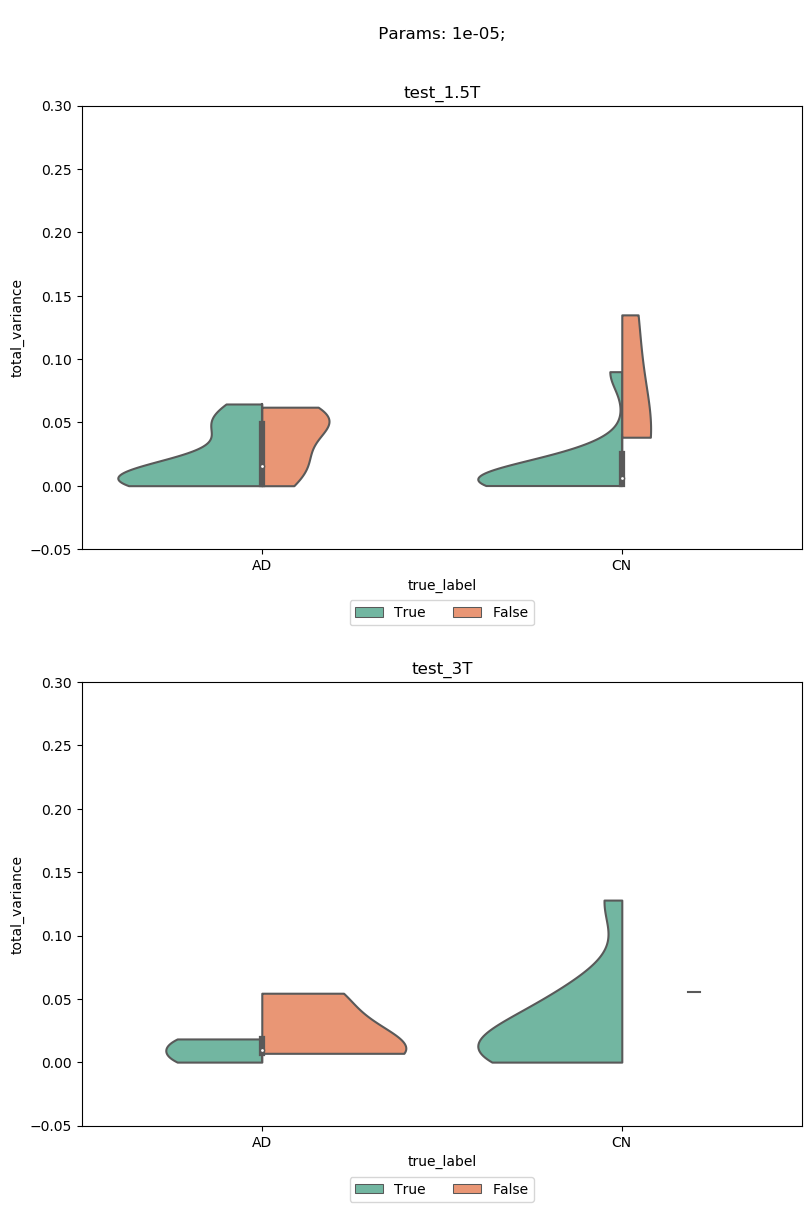 Params: 1e-05;
test_1.5T
0.30
0.25
0.20
0.15
0.10
0.05
0.00
−0.05
total_variance
AD CN
true_label
True False
test_3T
0.30
0.25
0.20
0.15
0.10
0.05
0.00
−0.05
total_variance
AD CN
true_label
True False